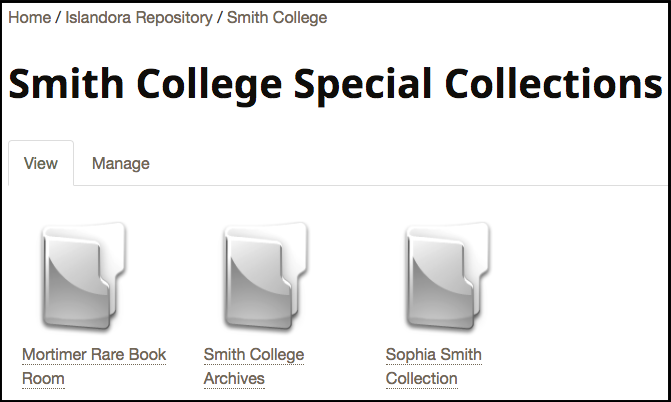 Home / Islandora Repository / Smith College
Smith College Special Collections
View Manage
Mortimer Rare Book
Room
Smith College
Archives
Sophia Smith
Collection